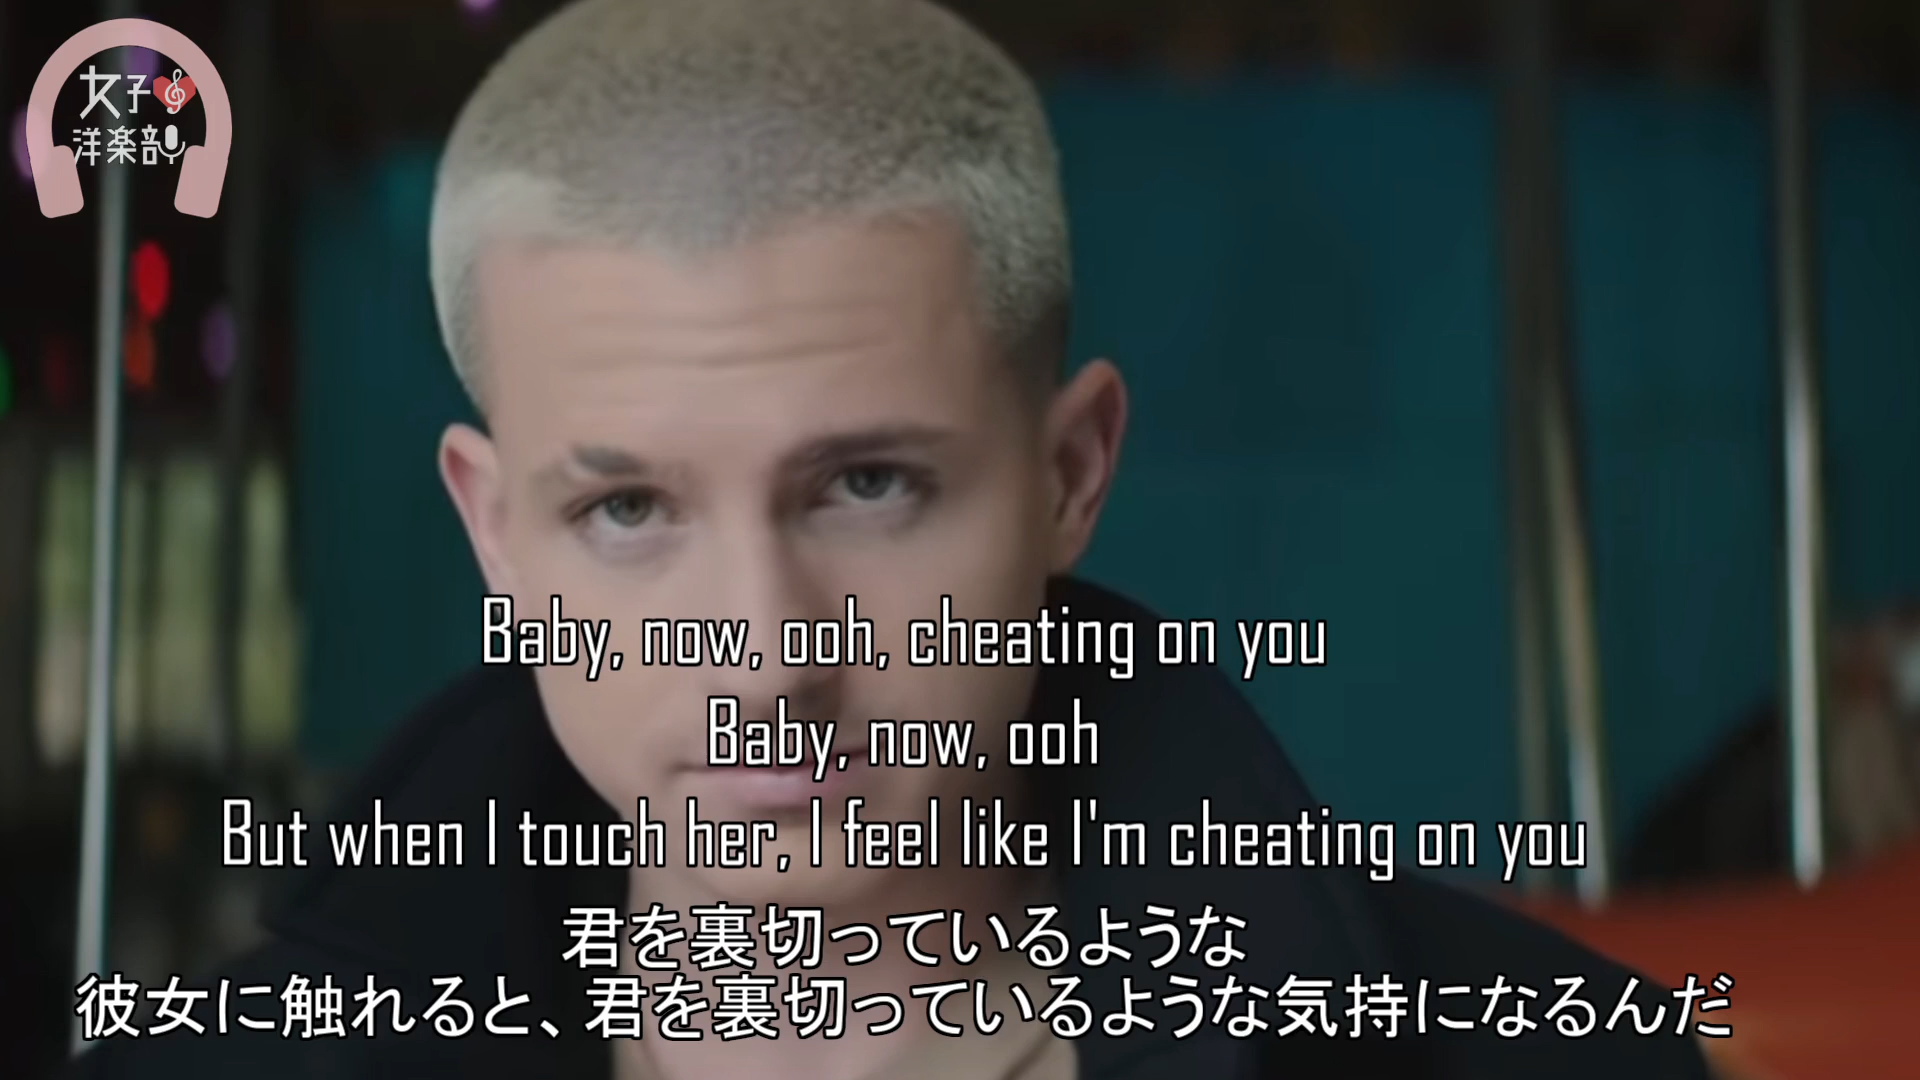 女子
洋楽部
Baby, now, ooh, cheating on you
Baby, now, ooh
But when I touch her, I feel like I'm cheating on you
君を裏切っているような
彼女に触れると、君を裏切っているような気持になるんだ